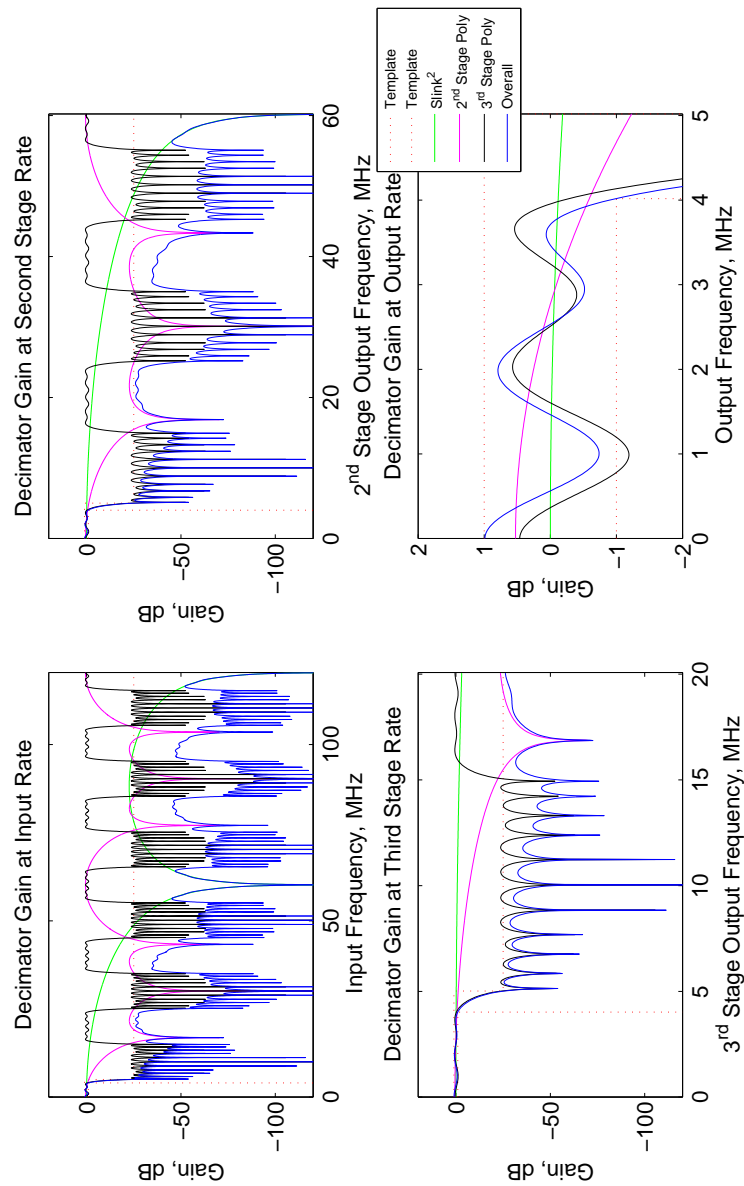 Decimator Gain at Input Rate
Gain, dB
0
−50
−100
0
50
100
Input Frequency, MHz
Decimator Gain at Second Stage Rate
Gain, dB
0
−50
−100
0
20
40
60
2nd Stage Output Frequency, MHz
Decimator Gain at Third Stage Rate
Gain, dB
0
−50
−100
0
5
10
15
20
3rd Stage Output Frequency, MHz
Decimator Gain at Output Rate
Gain, dB
2
1
0
−1
−2
0
1
2
3
4
5
Output Frequency, MHz
Template
Template
Slink2
2nd Stage Poly
3rd Stage Poly
Overall